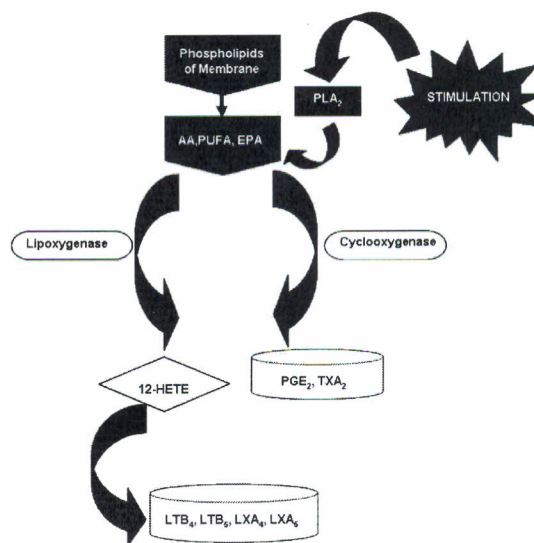 Phospholipids
of Membrane
PLA₂
STIMULATION
AA,PUFA, EPA
Lipoxygenase
Cyclooxygenase
12-HETE
PGE₂, TXA₂
LTB₄, LTB₅, LXA₄, LXA₅